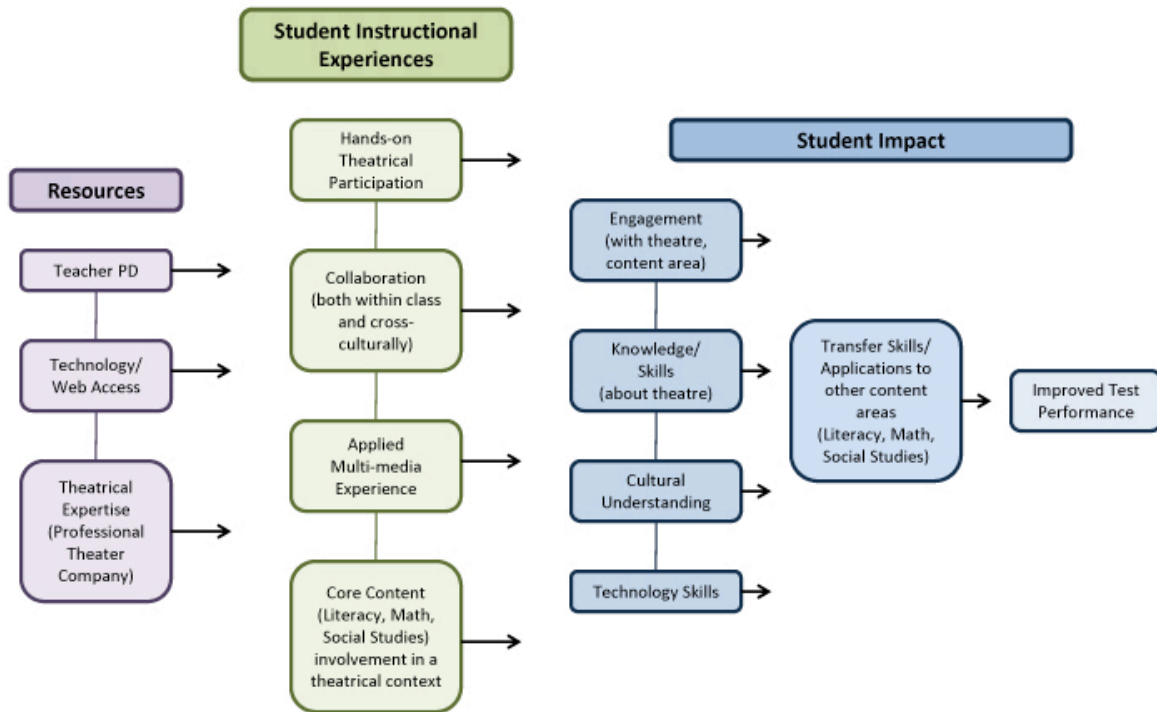 Student Instructional
Experiences
Student Impact
Resources
Teacher PD
Technology/
Web Access
Theatrical
Expertise
(Professional
Theater
Company)
Hands-on
Theatrical
Participation
Collaboration
(both within class
and cross-
culturally)
Applied
Multi-media
Experience
Core Content
(Literacy, Math,
Social Studies)
involvement in a
theatrical context
Engagement
(with theatre,
content area)
Knowledge/
Skills
(about theatre)
Cultural
Understanding
Technology Skills
Transfer Skills/
Applications to
other content
areas
(Literacy, Math,
Social Studies)
Improved Test
Performance